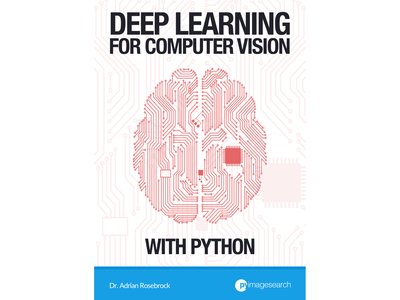 DEEP LEARNING
FOR COMPUTER VISION
WITH PYTHON
Dr. Adrian Rosebrock
pyimagesearch